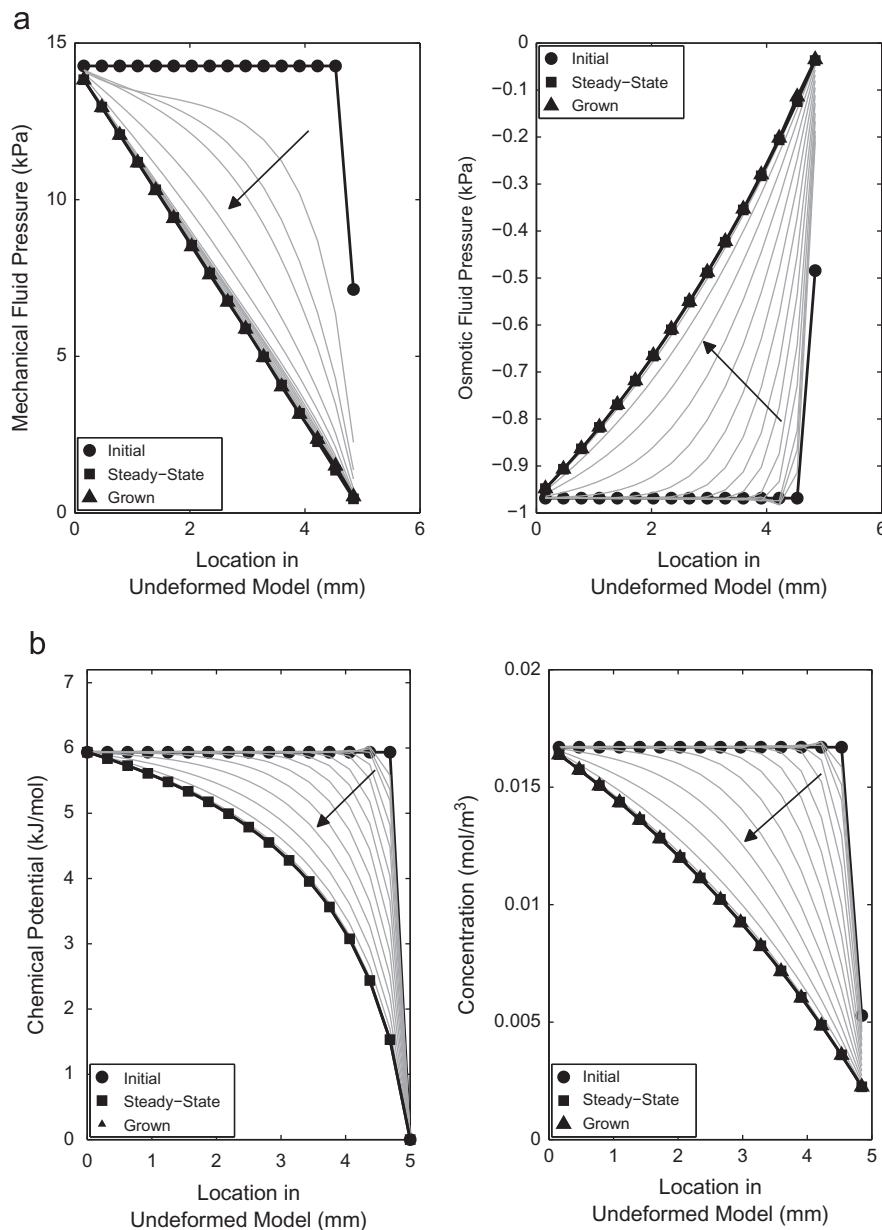 a
15
10
5
0
Mechanical Fluid Pressure (kPa)
Initial
Steady−State
Grown
0
2
4
6
Location in
Undeformed Model (mm)
0
−0.1
−0.2
−0.3
−0.4
−0.5
−0.6
−0.7
−0.8
−0.9
−1
Osmotic Fluid Pressure (kPa)
Initial
Steady−State
Grown
0
2
4
6
Location in
Undeformed Model (mm)
b
7
6
5
4
3
2
1
0
Chemical Potential (kJ/mol)
Initial
Steady−State
Grown
0
1
2
3
4
5
Location in
Undeformed Model (mm)
0.02
0.015
0.01
0.005
0
Concentration (mol/m³)
Initial
Steady−State
Grown
0
1
2
3
4
5
Location in
Undeformed Model (mm)